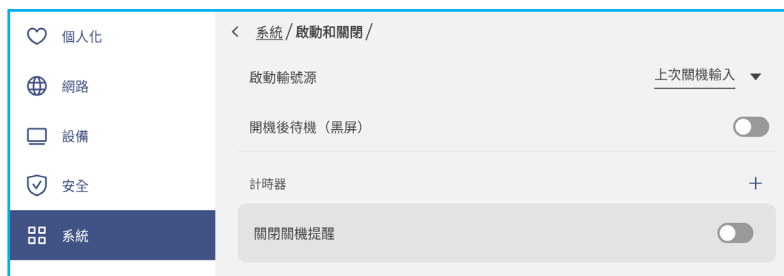 個人化
網路
設備
安全
系統
< 系統/啟動和關閉/
啟動輸號源
上次關機輸入
開機後待機（黑屏）
計時器
關閉關機提醒